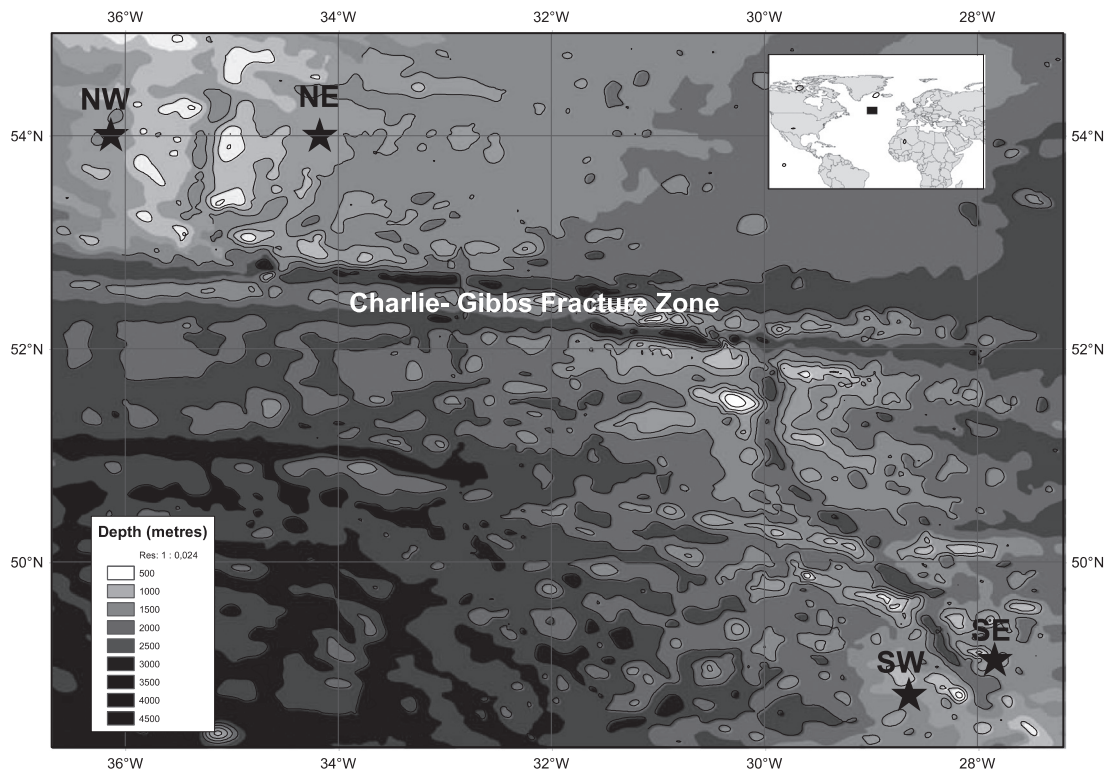 36°W 34°W 32°W 30°W 28°W
NW NE
54°N 54°N
Charlie- Gibbs Fracture Zone
52°N 52°N
50°N 50°N
Depth (metres)
Res: 1 : 0,024
500
1000
1500
2000
2500
3000
3500
4000
4500
SE
SW
36°W 34°W 32°W 30°W 28°W